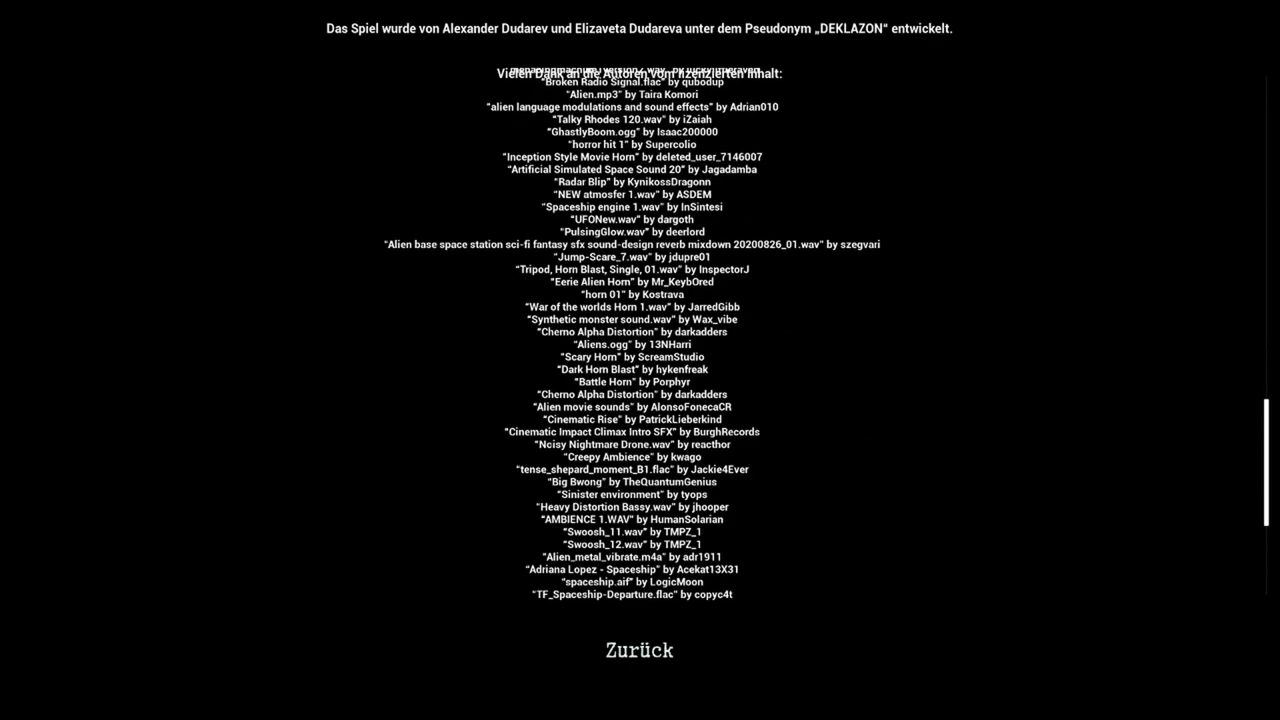 Das Spiel wurde von Alexander Dudarev und Elizaveta Dudareva unter dem Pseudonym „DEKLAZON“ entwickelt.
Vielen Dank an die Autoren vom lizenzierten Inhalt:
“Broken Radio Signal.flac” by qubodup
“Alien.mp3” by Taira Komori
“alien language modulations and sound effects” by Adrian010
“Talky Rhodes 120.wav” by iZaiah
“GhastlyBoom.ogg” by Isaac200000
“horror hit 1” by Supercolio
“Inception Style Movie Horn” by deleted_user_7146007
“Artificial Simulated Space Sound 20” by Jagadamba
“Radar Blip” by KynikossDragonn
“NEW atmosfer 1.wav” by ASDEM
“Spaceship engine 1.wav” by InSintesi
“UFONew.wav” by dargoth
“PulsingGlow.wav” by deerlord
“Alien base space station sci-fi fantasy sfx sound-design reverb mixdown 20200826_01.wav” by szegvari
“Jump-Scare_7.wav” by jdupre01
“Tripod, Horn Blast, Single, 01.wav” by InspectorJ
“Eerie Alien Horn” by Mr_KeybOred
“horn 01” by Kostrava
“War of the worlds Horn 1.wav” by JarredGibb
“Synthetic monster sound.wav” by Wax_vibe
“Cherno Alpha Distortion” by darkadders
“Aliens.ogg” by 13NHarri
“Scary Horn” by ScreamStudio
“Dark Horn Blast” by hykenfreak
“Battle Horn” by Porphyr
“Cherno Alpha Distortion” by darkadders
“Alien movie sounds” by AlonsoFonecaCR
“Cinematic Rise” by PatrickLieberkind
“Cinematic Impact Climax Intro SFX” by BurghRecords
“Noisy Nightmare Drone.wav” by reacthor
“Creepy Ambience” by kwago
“tense_shepard_moment_B1.flac” by Jackie4Ever
“Big Bwong” by TheQuantumGenius
“Sinister environment” by tyops
“Heavy Distortion Bassy.wav” by jhooper
“AMBIENCE 1.WAV” by HumanSolarian
“Swoosh_11.wav” by TMPZ_1
“Swoosh_12.wav” by TMPZ_1
“Alien_metal_vibrate.m4a” by adr1911
“Adriana Lopez - Spaceship” by Acekat13X31
“spaceship.aif” by LogicMoon
“TF_Spaceship-Departure.flac” by copyc4t
Zurück